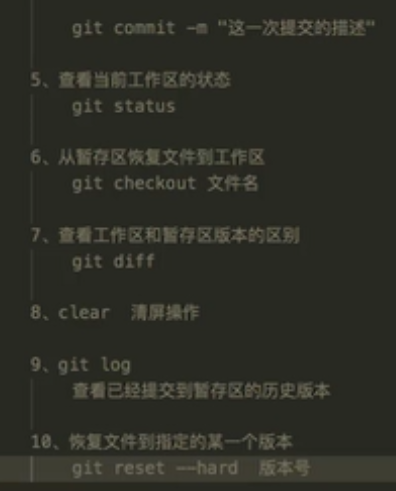 git commit -m "这一次提交的描述"
5、查看当前工作区的状态
git status
6、从暂存区恢复文件到工作区
git checkout 文件名
7、查看工作区和暂存区版本的区别
git diff
8、clear  清屏操作
9、git log
查看已经提交到暂存区的历史版本
10、恢复文件到指定的某一个版本
git reset --hard  版本号